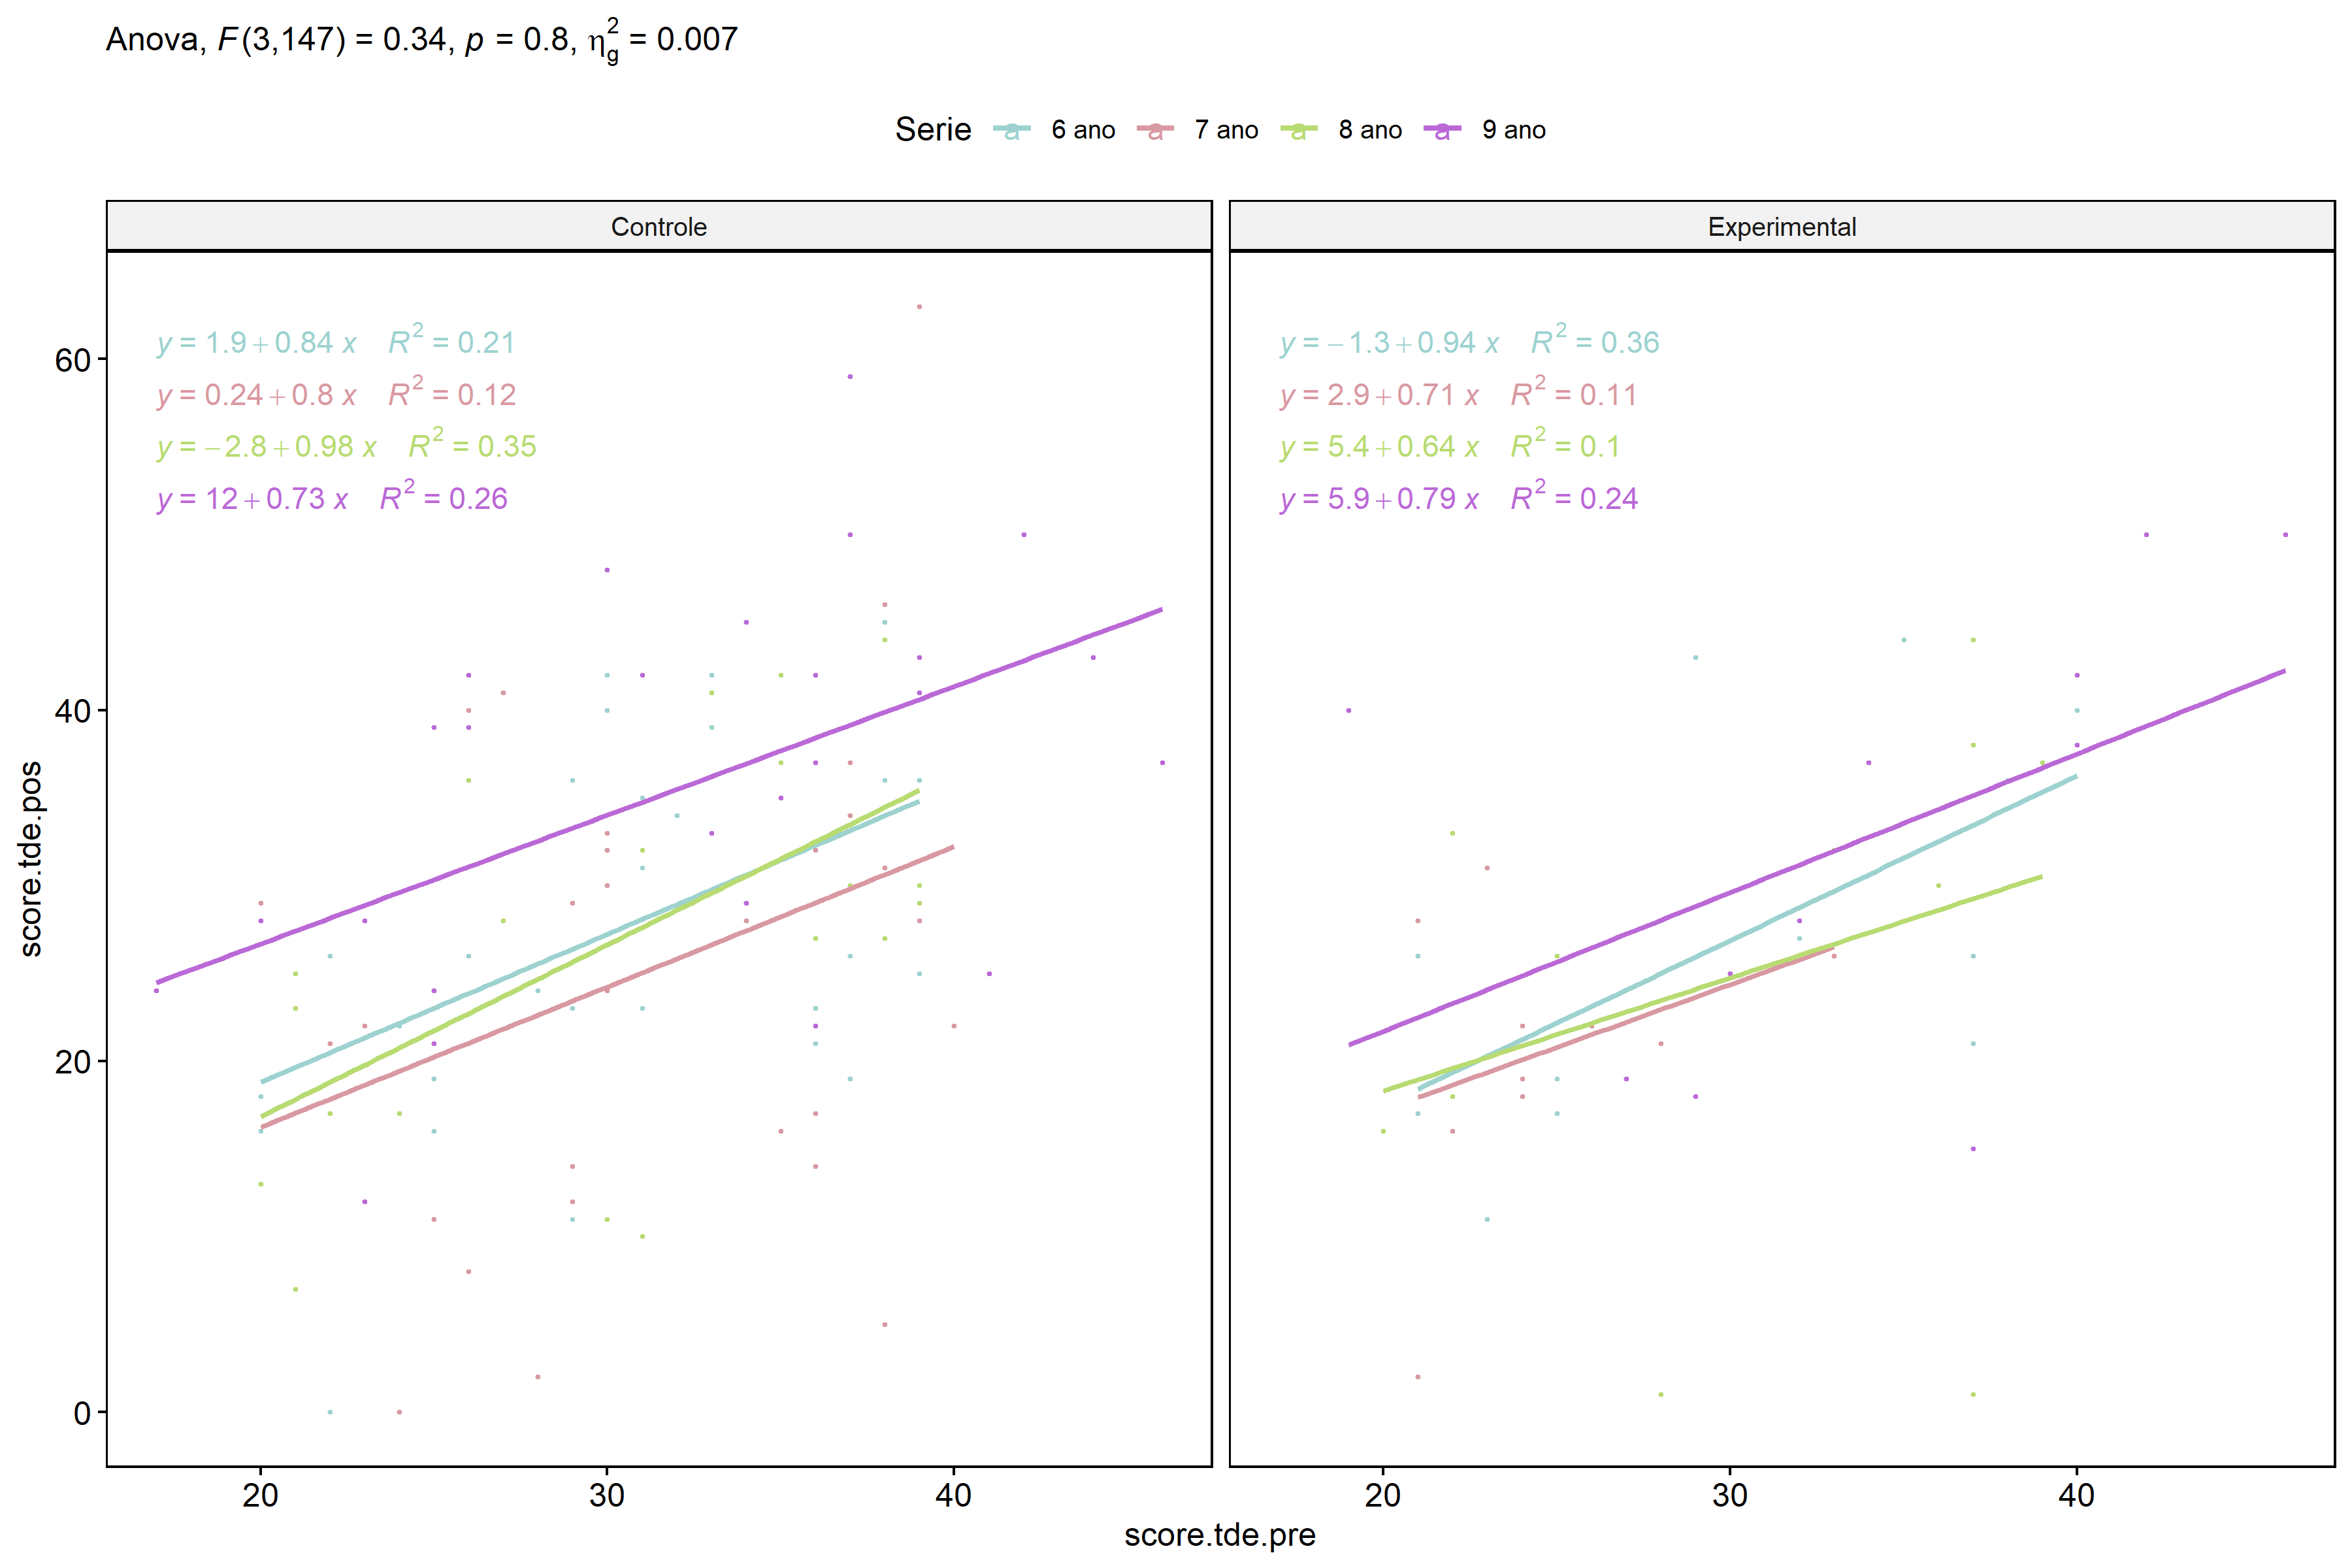 Anova, F(3,147) = 0.34, p = 0.8, η²g = 0.007
Serie a 6 ano a 7 ano a 8 ano a 9 ano
Controle
Experimental
y = 1.9 + 0.84 x R² = 0.21
y = 0.24 + 0.8 x R² = 0.12
y = −2.8 + 0.98 x R² = 0.35
y = 12 + 0.73 x R² = 0.26
y = −1.3 + 0.94 x R² = 0.36
y = 2.9 + 0.71 x R² = 0.11
y = 5.4 + 0.64 x R² = 0.1
y = 5.9 + 0.79 x R² = 0.24
score.tde.pos
60
40
20
0
20 30 40
20 30 40
score.tde.pre